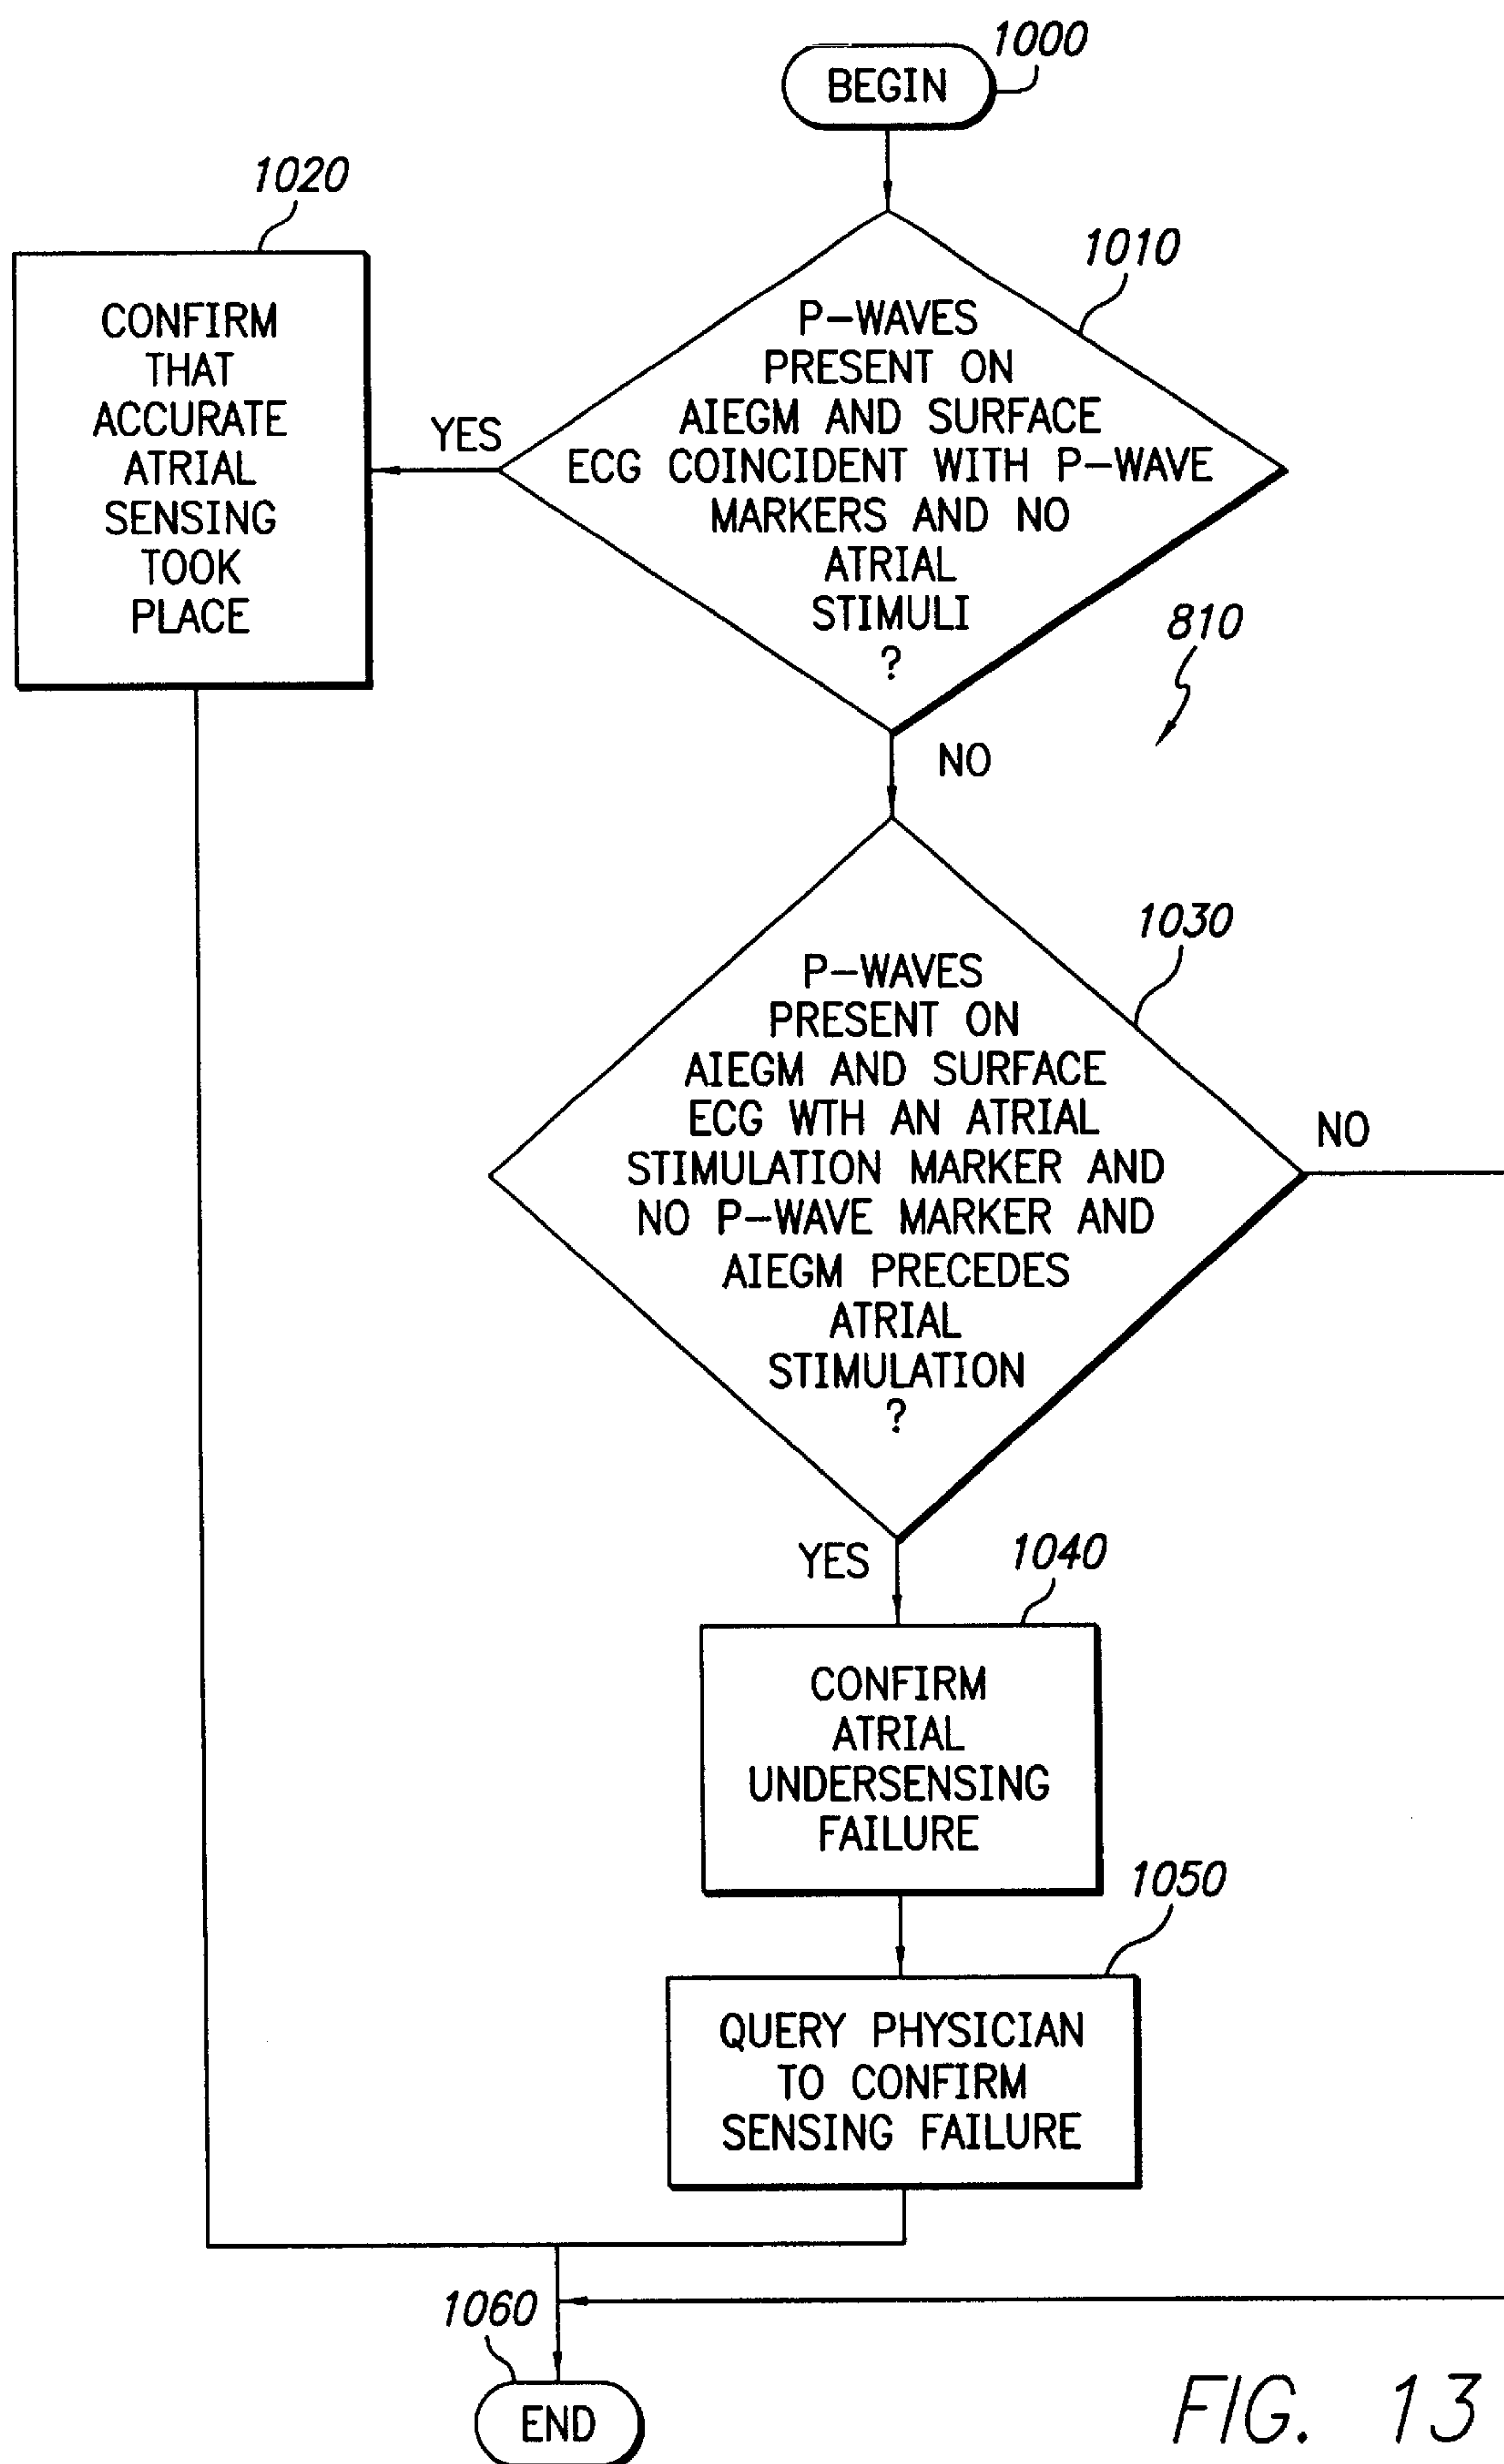 1000
BEGIN
1020
1010
CONFIRM
THAT
ACCURATE
ATRIAL
SENSING
TOOK
PLACE
YES
P-WAVES
PRESENT ON
AIEGM AND SURFACE
ECG COINCIDENT WITH P-WAVE
MARKERS AND NO
ATRIAL
STIMULI
?
810
NO
1030
P-WAVES
PRESENT ON
AIEGM AND SURFACE
ECG WTH AN ATRIAL
STIMULATION MARKER AND
NO P-WAVE MARKER AND
AIEGM PRECEDES
ATRIAL
STIMULATION
?
NO
YES
1040
CONFIRM
ATRIAL
UNDERSENSING
FAILURE
1050
QUERY PHYSICIAN
TO CONFIRM
SENSING FAILURE
1060
END
FIG. 13